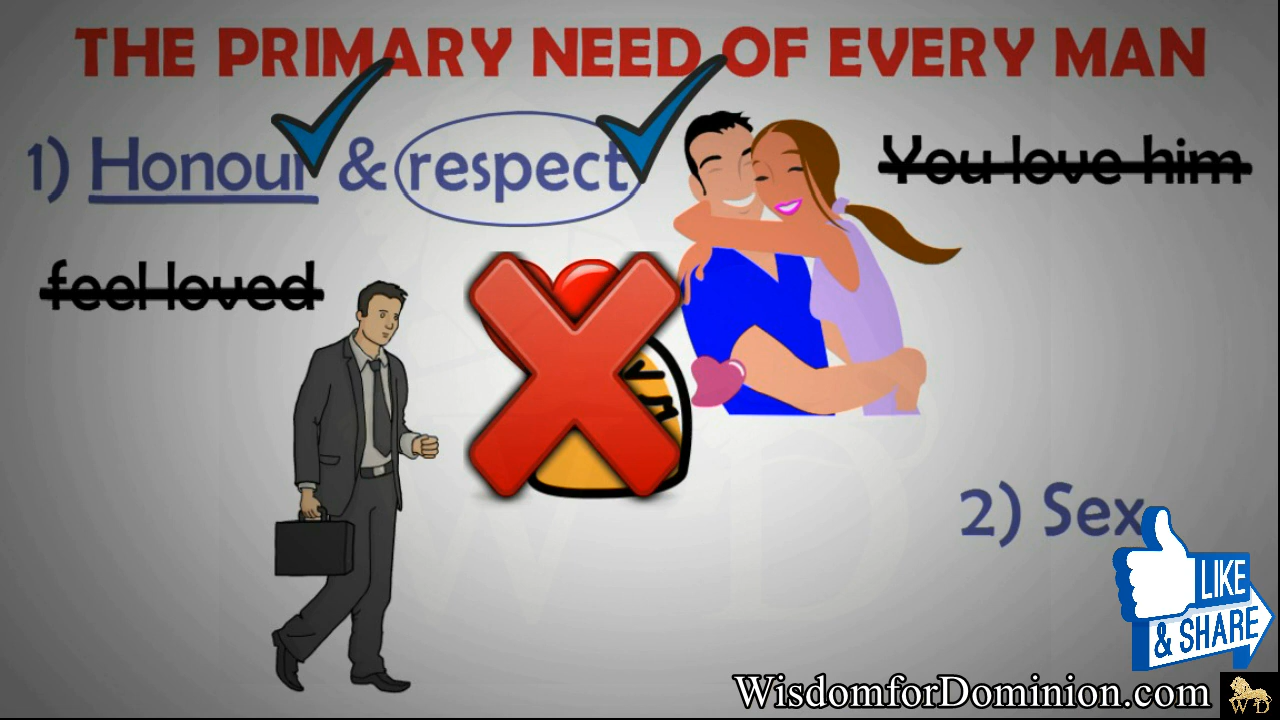 THE PRIMARY NEED OF EVERY MAN
1) Honour & respect
You love him
feel loved
2) Sex
LIKE
& SHARE
WisdomforDominion.com
W D